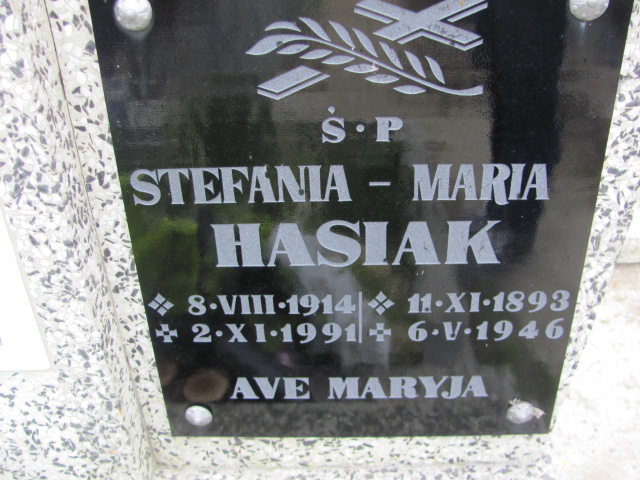 Ś·P
STEFANIA – MARIA
HASIAK
8·VIII·1914 | 11·XI·1893
2·XI·1991 | 6·V·1946
AVE MARYJA